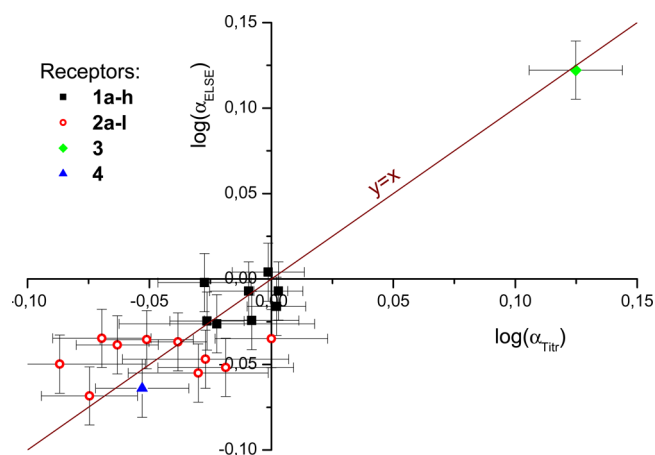 0,15
Receptors:
1a-h
2a-l
3
4
log(α_ELSE)
0,10
0,05
y=x
0,00
-0,10
-0,05
0,00
0,05
0,10
0,15
log(α_Titr)
-0,05
-0,10